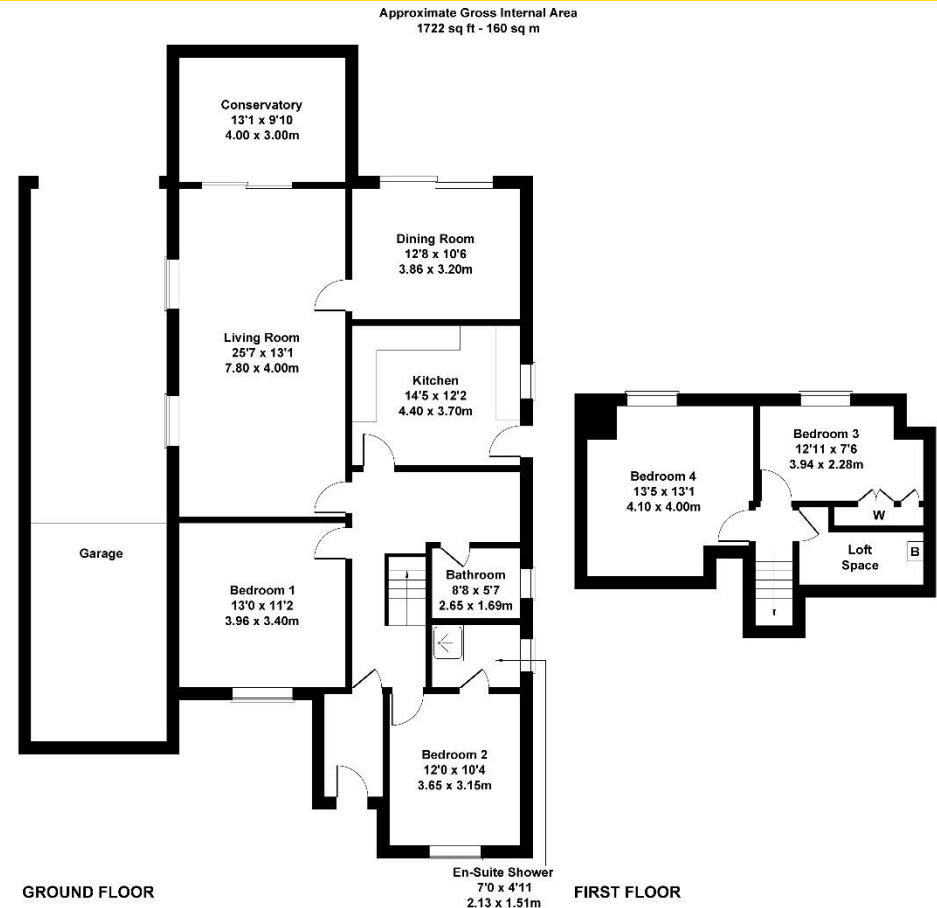 Approximate Gross Internal Area
1722 sq ft - 160 sq m
Conservatory
13'1 x 9'10
4.00 x 3.00m
Dining Room
12'8 x 10'6
3.86 x 3.20m
Living Room
25'7 x 13'1
7.80 x 4.00m
Kitchen
14'5 x 12'2
4.40 x 3.70m
Garage
Bedroom 1
13'0 x 11'2
3.96 x 3.40m
Bathroom
8'8 x 5'7
2.65 x 1.69m
Bedroom 2
12'0 x 10'4
3.65 x 3.15m
En-Suite Shower
7'0 x 4'11
2.13 x 1.51m
GROUND FLOOR
Bedroom 3
12'11 x 7'6
3.94 x 2.28m
Bedroom 4
13'5 x 13'1
4.10 x 4.00m
W
Loft
Space
B
FIRST FLOOR